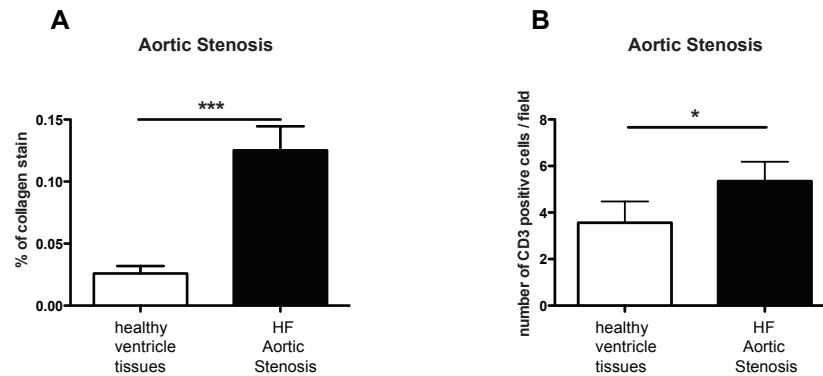 A
Aortic Stenosis
% of collagen stain
0.15
0.10
0.05
0.00
***
healthy
ventricle
tissues
HF
Aortic
Stenosis
B
Aortic Stenosis
number of CD3 positive cells / field
8
6
4
2
0
*
healthy
ventricle
tissues
HF
Aortic
Stenosis